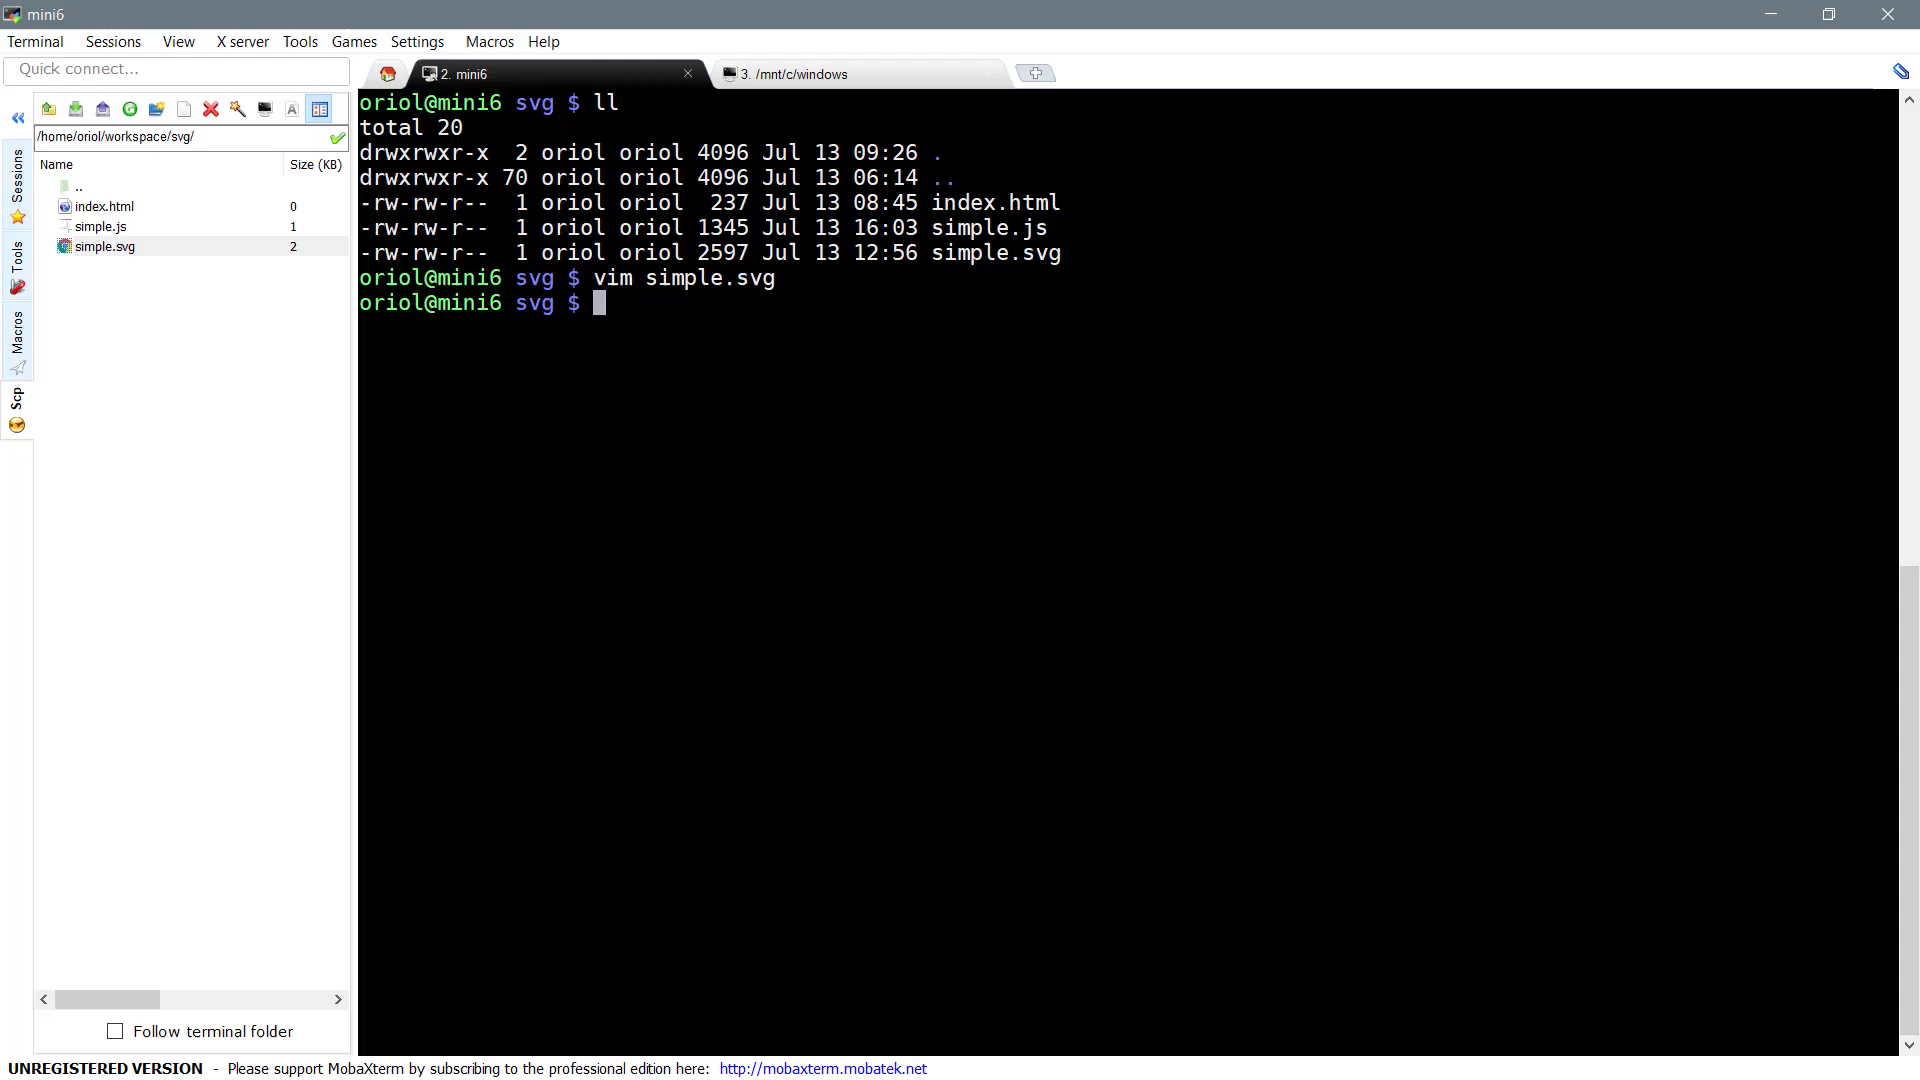 mini6
Terminal Sessions View X server Tools Games Settings Macros Help
Quick connect...
2. mini6
3. /mnt/c/windows
/home/oriol/workspace/svg/
Name Size (KB)
..
index.html 0
simple.js 1
simple.svg 2
Sessions
Tools
Macros
Scp
oriol@mini6 svg $ ll
total 20
drwxrwxr-x  2 oriol oriol 4096 Jul 13 09:26 .
drwxrwxr-x 70 oriol oriol 4096 Jul 13 06:14 ..
-rw-rw-r--  1 oriol oriol  237 Jul 13 08:45 index.html
-rw-rw-r--  1 oriol oriol 1345 Jul 13 16:03 simple.js
-rw-rw-r--  1 oriol oriol 2597 Jul 13 12:56 simple.svg
oriol@mini6 svg $ vim simple.svg
oriol@mini6 svg $
Follow terminal folder
UNREGISTERED VERSION - Please support MobaXterm by subscribing to the professional edition here: http://mobaxterm.mobatek.net